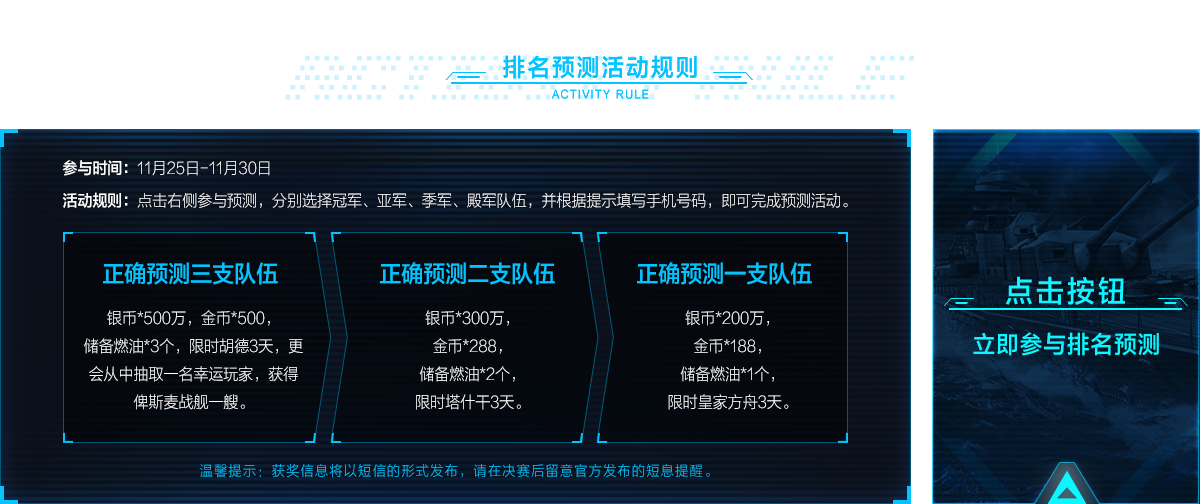 排名预测活动规则
ACTIVITY RULE
参与时间：11月25日-11月30日
活动规则：点击右侧参与预测，分别选择冠军、亚军、季军、殿军队伍，并根据提示填写手机号码，即可完成预测活动。
正确预测三支队伍
银币*500万，金币*500，
储备燃油*3个，限时胡德3天，更
会从中抽取一名幸运玩家，获得
俾斯麦战舰一艘。
正确预测二支队伍
银币*300万，
金币*288，
储备燃油*2个，
限时塔什干3天。
正确预测一支队伍
银币*200万，
金币*188，
储备燃油*1个，
限时皇家方舟3天。
温馨提示：获奖信息将以短信的形式发布，请在决赛后留意官方发布的短息提醒。
点击按钮
立即参与排名预测